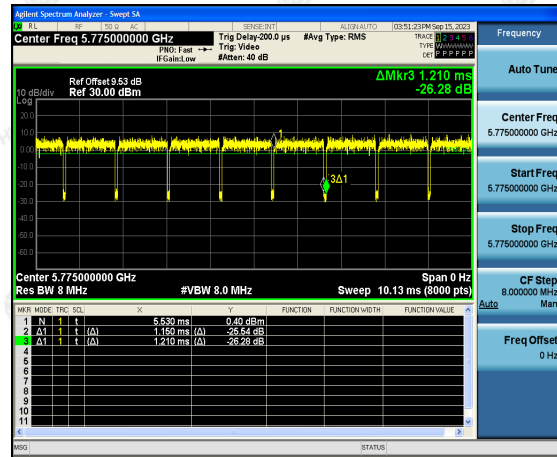 Agilent Spectrum Analyzer - Swept SA
RL RF 50 Ω AC SENSE:INT ALIGN AUTO 03:51:23 PM Sep 15, 2023
Center Freq 5.775000000 GHz
PNO: Fast
IFGain:Low
Trig Delay-200.0 µs
Trig: Video
#Atten: 40 dB
#Avg Type: RMS
TRACE 1 2 3 4 5 6
TYPE WWWWWW
DET P P P P P P
Frequency
Auto Tune
Center Freq
5.775000000 GHz
Start Freq
5.775000000 GHz
Stop Freq
5.775000000 GHz
CF Step
8.000000 MHz
Auto Man
Freq Offset
0 Hz
ΔMkr3 1.210 ms
-26.28 dB
Ref Offset 9.53 dB
10 dB/div Ref 30.00 dBm
Log
20.0
10.0
0.00
-10.0
-20.0
-30.0
-40.0
-50.0
-60.0
1
3Δ1
Center 5.775000000 GHz Span 0 Hz
Res BW 8 MHz #VBW 8.0 MHz Sweep 10.13 ms (8000 pts)
MKR MODE TRC SCL X Y FUNCTION FUNCTION WIDTH FUNCTION VALUE
1 N 1 t 5.530 ms 0.40 dBm
2 Δ1 1 t (Δ) 1.150 ms (Δ) -25.54 dB
3 Δ1 1 t (Δ) 1.210 ms (Δ) -26.28 dB
4
5
6
7
8
9
10
11
MSG STATUS